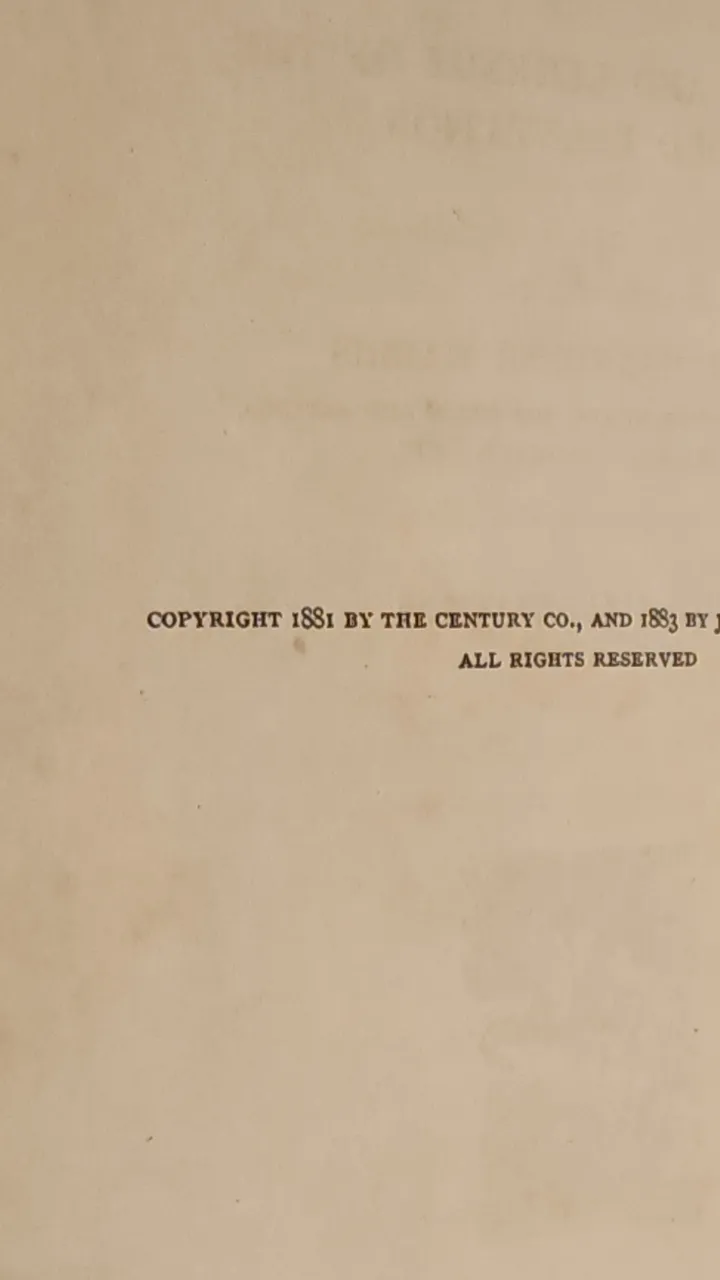 COPYRIGHT 1881 BY THE CENTURY CO., AND 1883 BY
ALL RIGHTS RESERVED